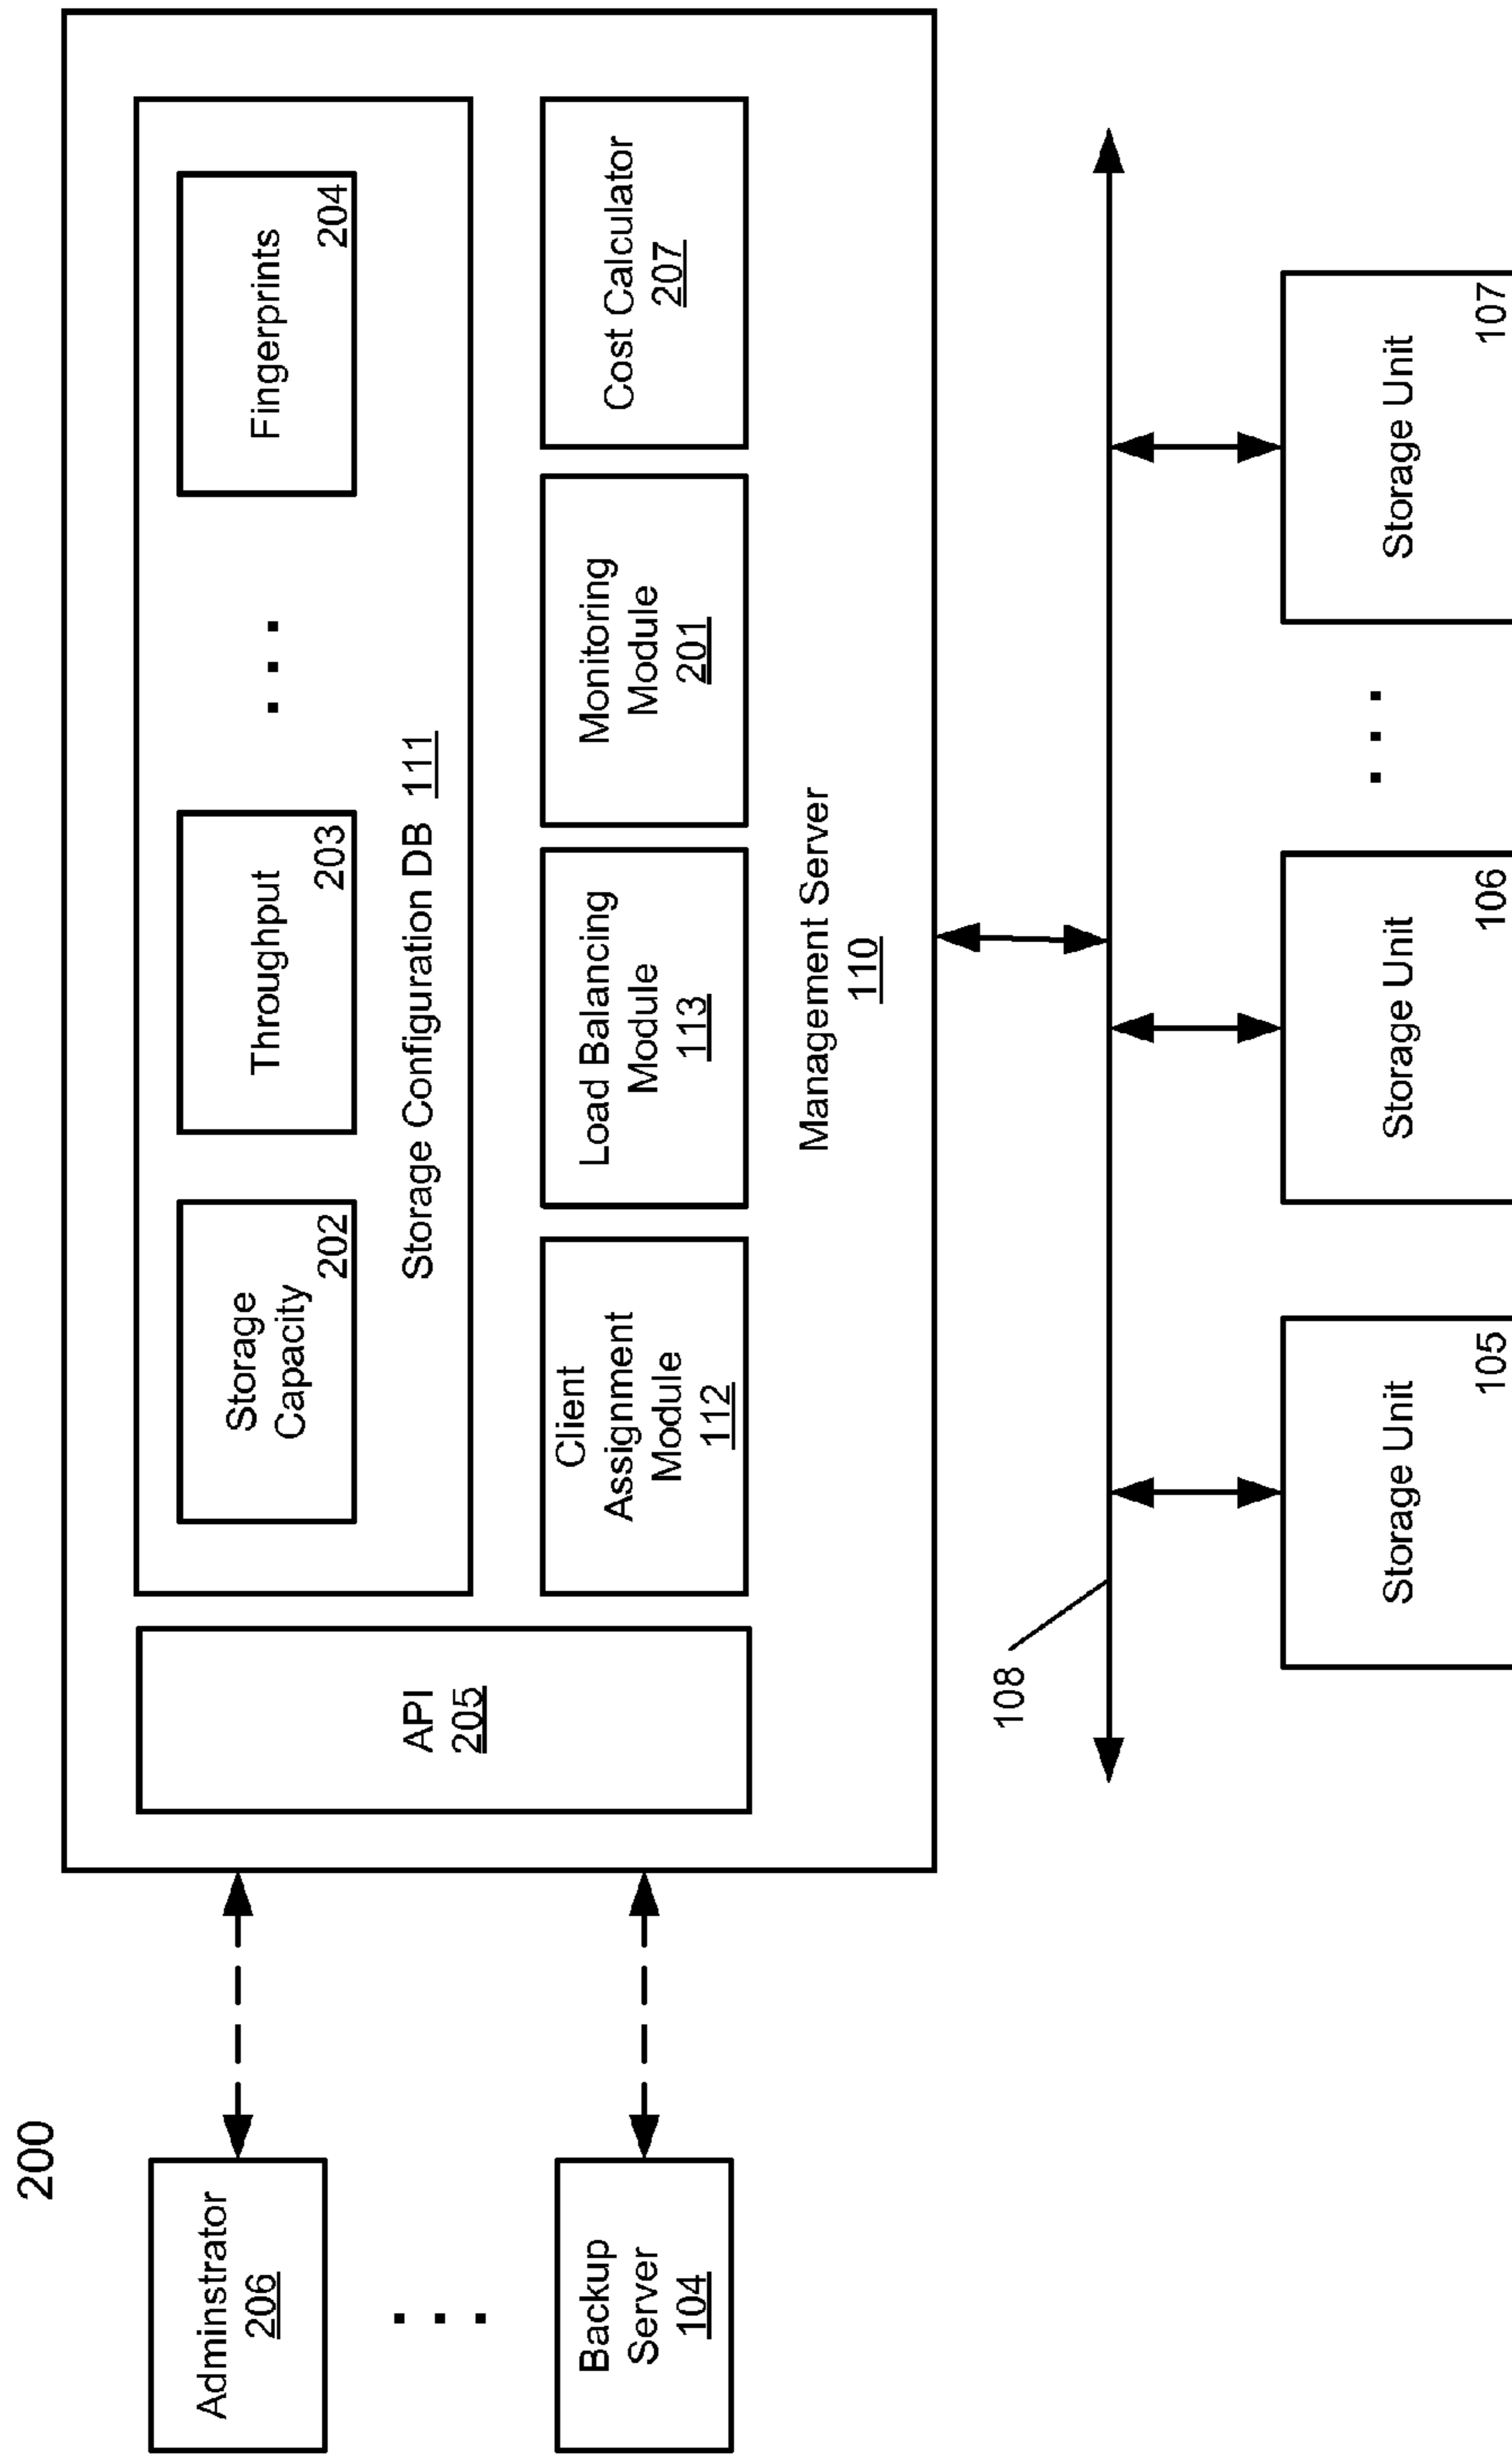 200
Adminstrator
206
Backup
Server
104
API
205
Storage
Capacity
202
Throughput
203
Fingerprints
204
Storage Configuration DB 111
Client
Assignment
Module
112
Load Balancing
Module
113
Monitoring
Module
201
Cost Calculator
207
Management Server
110
108
Storage Unit
105
Storage Unit
106
Storage Unit
107